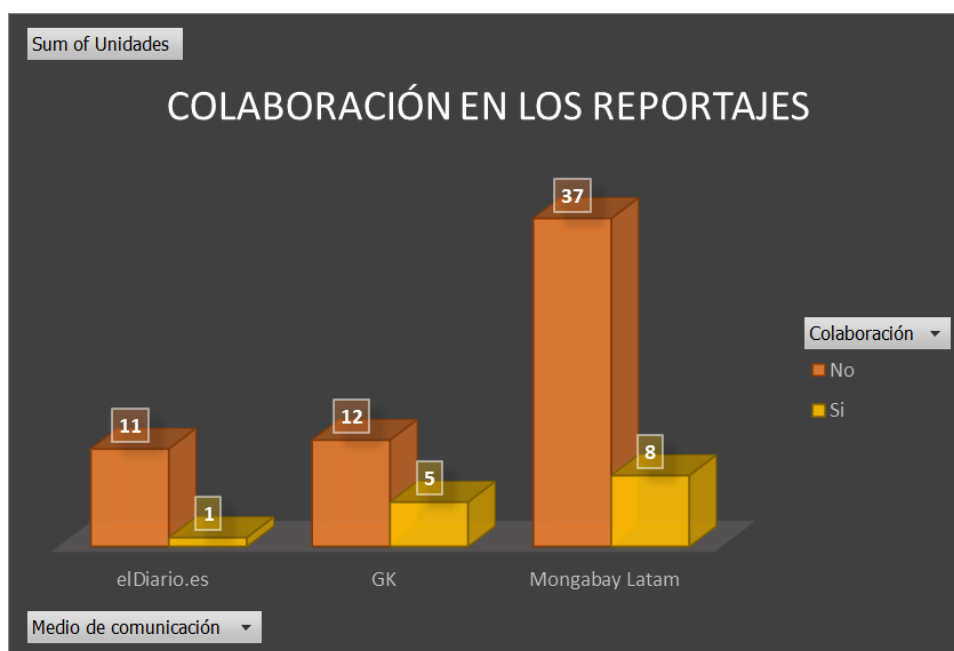 Sum of Unidades
COLABORACIÓN EN LOS REPORTAJES
37
11
12
8
5
1
Colaboración
No
Si
elDiario.es
GK
Mongabay Latam
Medio de comunicación